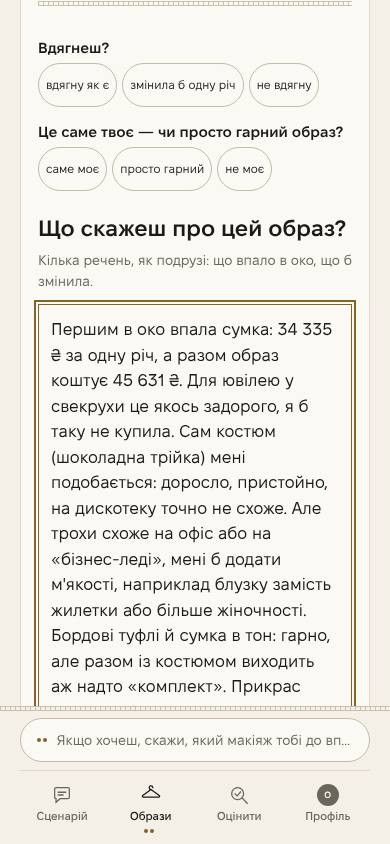 Вдягнеш?
вдягну як є
змінила б одну річ
не вдягну
Це саме твоє — чи просто гарний образ?
саме моє
просто гарний
не моє
Що скажеш про цей образ?
Кілька речень, як подрузі: що впало в око, що б
змінила.
Першим в око впала сумка: 34 335
₴ за одну річ, а разом образ
коштує 45 631 ₴. Для ювілею у
свекрухи це якось задорого, я б
таку не купила. Сам костюм
(шоколадна трійка) мені
подобається: доросло, пристойно,
на дискотеку точно не схоже. Але
трохи схоже на офіс або на
«бізнес-леді», мені б додати
м'якості, наприклад блузку замість
жилетки або більше жіночності.
Бордові туфлі й сумка в тон: гарно,
але разом із костюмом виходить
аж надто «комплект». Прикрас
Якщо хочеш, скажи, який макіяж тобі до вп...
Сценарій
Образи
Оцінити
О
Профіль